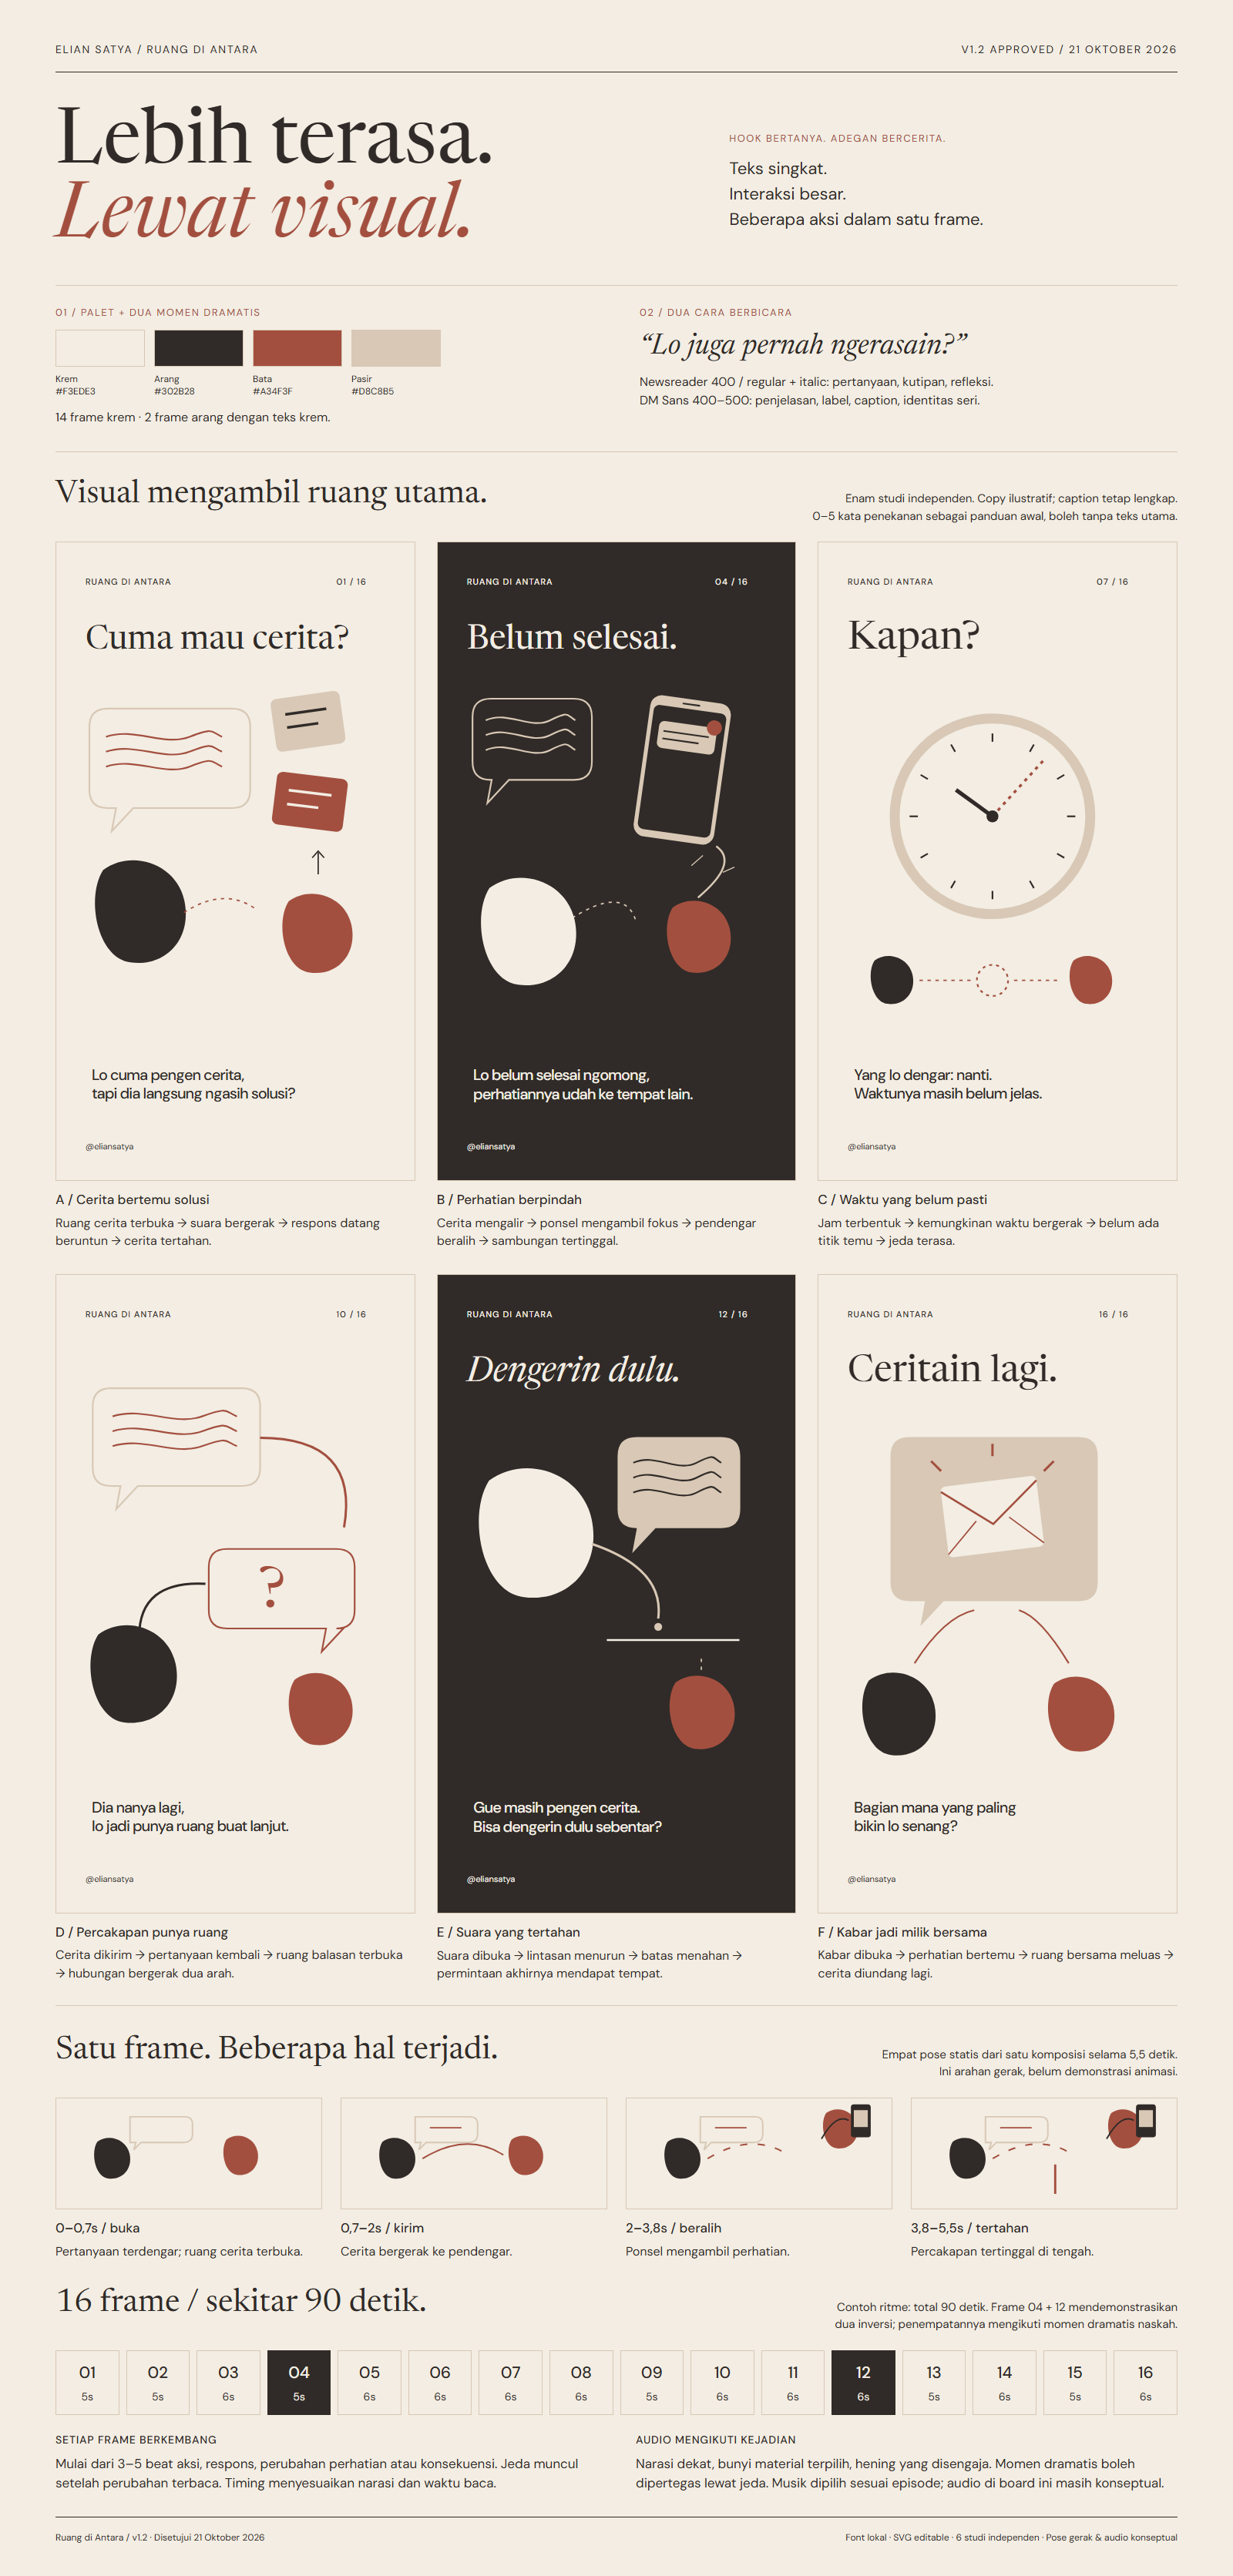 ELIAN SATYA / RUANG DI ANTARA
V1.2 APPROVED / 21 OKTOBER 2026
Lebih terasa.
Lewat visual.
HOOK BERTANYA. ADEGAN BERCERITA.
Teks singkat.
Interaksi besar.
Beberapa aksi dalam satu frame.
01 / PALET + DUA MOMEN DRAMATIS
Krem
#F3EDE3
Arang
#302B28
Bata
#A34F3F
Pasir
#D8C8B5
14 frame krem · 2 frame arang dengan teks krem.
02 / DUA CARA BERBICARA
“Lo juga pernah ngerasain?”
Newsreader 400 / regular + italic: pertanyaan, kutipan, refleksi.
DM Sans 400–500: penjelasan, label, caption, identitas seri.
Visual mengambil ruang utama.
Enam studi independen. Copy ilustratif; caption tetap lengkap.
0–5 kata penekanan sebagai panduan awal, boleh tanpa teks utama.
RUANG DI ANTARA
01 / 16
Cuma mau cerita?
Lo cuma pengen cerita,
tapi dia langsung ngasih solusi?
@eliansatya
A / Cerita bertemu solusi
Ruang cerita terbuka → suara bergerak → respons datang
beruntun → cerita tertahan.
RUANG DI ANTARA
04 / 16
Belum selesai.
Lo belum selesai ngomong,
perhatiannya udah ke tempat lain.
@eliansatya
B / Perhatian berpindah
Cerita mengalir → ponsel mengambil fokus → pendengar
beralih → sambungan tertinggal.
RUANG DI ANTARA
07 / 16
Kapan?
Yang lo dengar: nanti.
Waktunya masih belum jelas.
@eliansatya
C / Waktu yang belum pasti
Jam terbentuk → kemungkinan waktu bergerak → belum ada
titik temu → jeda terasa.
RUANG DI ANTARA
10 / 16
?
Dia nanya lagi,
lo jadi punya ruang buat lanjut.
@eliansatya
D / Percakapan punya ruang
Cerita dikirim → pertanyaan kembali → ruang balasan terbuka
→ hubungan bergerak dua arah.
RUANG DI ANTARA
12 / 16
Dengerin dulu.
Gue masih pengen cerita.
Bisa dengerin dulu sebentar?
@eliansatya
E / Suara yang tertahan
Suara dibuka → lintasan menurun → batas menahan →
permintaan akhirnya mendapat tempat.
RUANG DI ANTARA
16 / 16
Ceritain lagi.
Bagian mana yang paling
bikin lo senang?
@eliansatya
F / Kabar jadi milik bersama
Kabar dibuka → perhatian bertemu → ruang bersama meluas →
cerita diundang lagi.
Satu frame. Beberapa hal terjadi.
Empat pose statis dari satu komposisi selama 5,5 detik.
Ini arahan gerak, belum demonstrasi animasi.
0–0,7s / buka
Pertanyaan terdengar; ruang cerita terbuka.
0,7–2s / kirim
Cerita bergerak ke pendengar.
2–3,8s / beralih
Ponsel mengambil perhatian.
3,8–5,5s / tertahan
Percakapan tertinggal di tengah.
16 frame / sekitar 90 detik.
Contoh ritme: total 90 detik. Frame 04 + 12 mendemonstrasikan
dua inversi; penempatannya mengikuti momen dramatis naskah.
01 02 03 04 05 06 07 08 09 10 11 12 13 14 15 16
5s 5s 6s 5s 6s 6s 6s 6s 5s 6s 6s 6s 5s 6s 5s 6s
SETIAP FRAME BERKEMBANG
Mulai dari 3–5 beat aksi, respons, perubahan perhatian atau konsekuensi. Jeda muncul
setelah perubahan terbaca. Timing menyesuaikan narasi dan waktu baca.
AUDIO MENGIKUTI KEJADIAN
Narasi dekat, bunyi material terpilih, hening yang disengaja. Momen dramatis boleh
dipertegas lewat jeda. Musik dipilih sesuai episode; audio di board ini masih konseptual.
Ruang di Antara / v1.2 · Disetujui 21 Oktober 2026
Font lokal · SVG editable · 6 studi independen · Pose gerak & audio konseptual